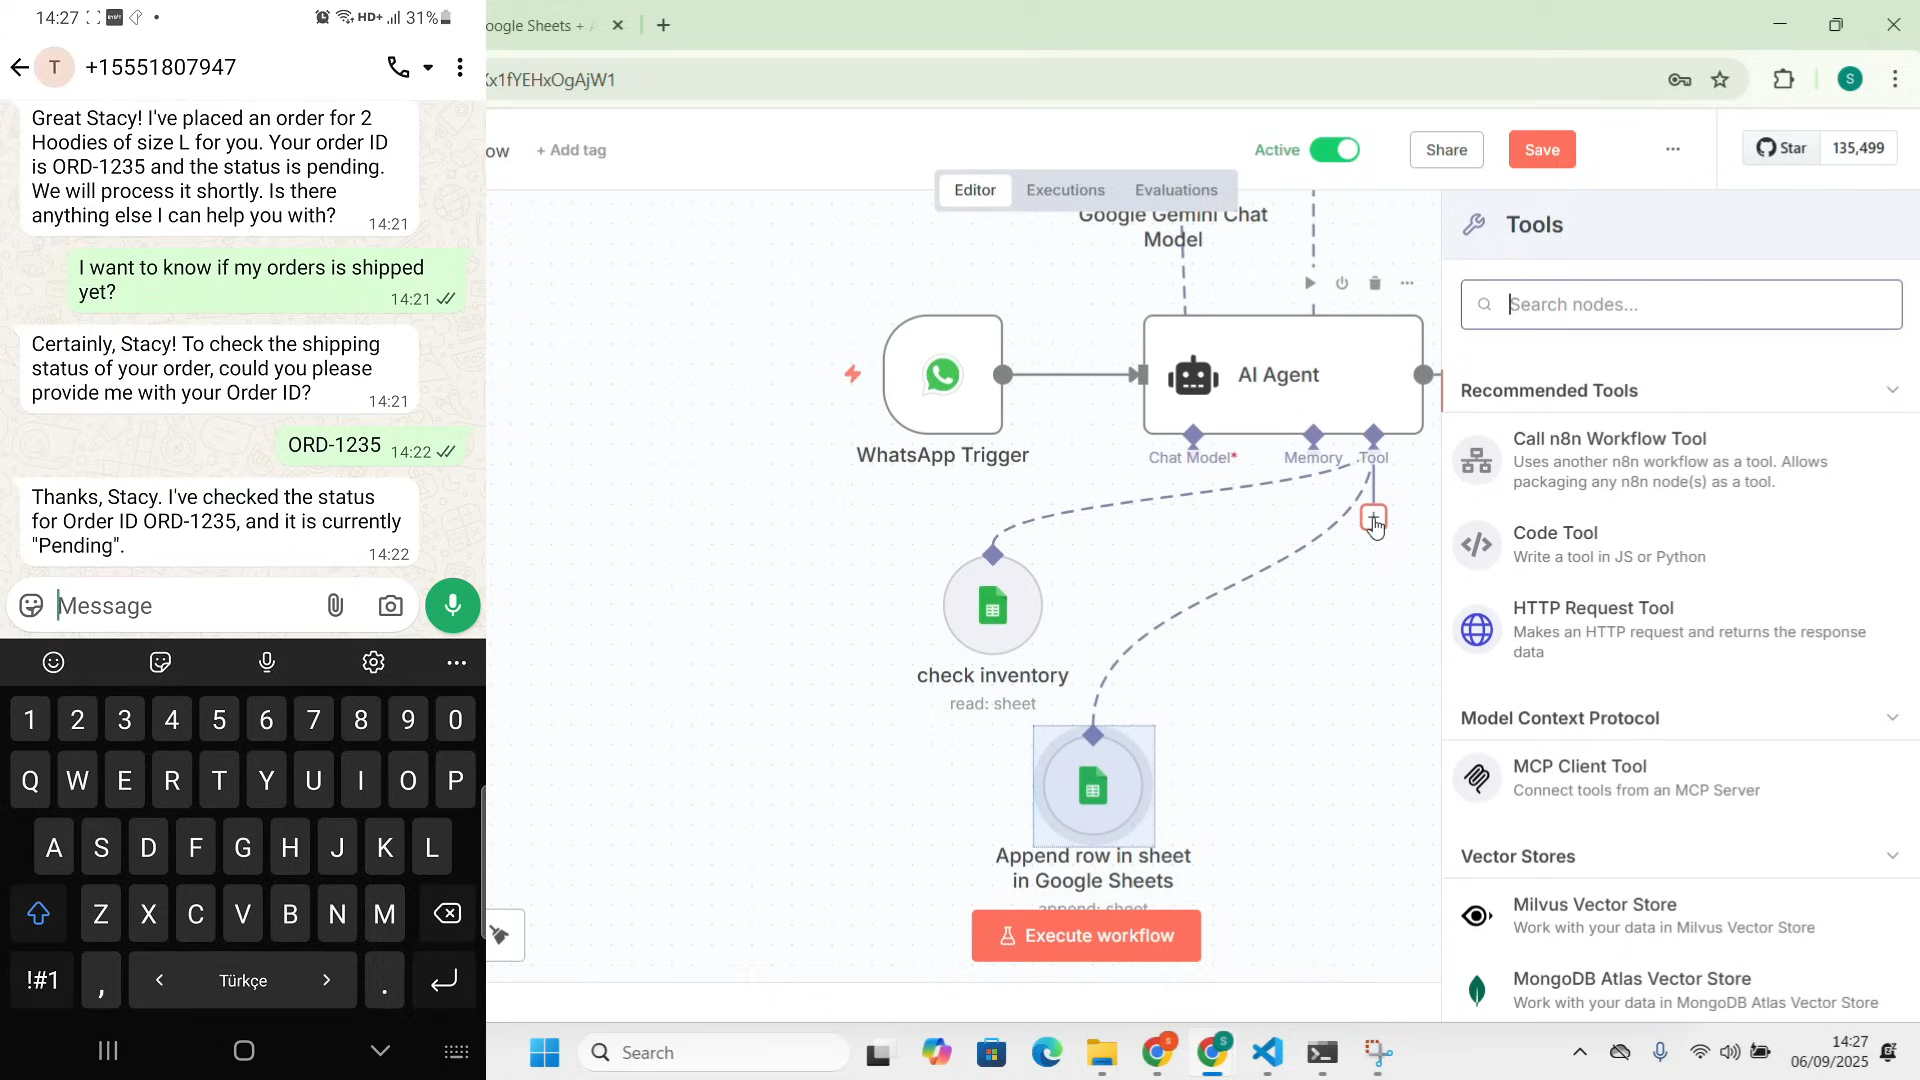 14:27
HD+ 31%
T +15551807947
Great Stacy! I've placed an order for 2
Hoodies of size L for you. Your order ID
is ORD-1235 and the status is pending.
We will process it shortly. Is there
anything else I can help you with?
14:21
I want to know if my orders is shipped
yet?
14:21
Certainly, Stacy! To check the shipping
status of your order, could you please
provide me with your Order ID?
14:21
ORD-1235
14:22
Thanks, Stacy. I've checked the status
for Order ID ORD-1235, and it is currently
"Pending".
14:22
Message
1 2 3 4 5 6 7 8 9 0
Q W E R T Y U I O P
A S D F G H J K L
Z X C V B N M
!#1 , < Türkçe > .
oogle Sheets +
x1fYEHxOgAjW1
S
ow + Add tag
Active
Share
Save
Star 135,499
Editor Executions Evaluations
Google Gemini Chat
Model
WhatsApp Trigger
AI Agent
Chat Model* Memory Tool
check inventory
read: sheet
Append row in sheet
in Google Sheets
append: sheet
Execute workflow
Tools
Search nodes...
Recommended Tools
Call n8n Workflow Tool
Uses another n8n workflow as a tool. Allows
packaging any n8n node(s) as a tool.
Code Tool
Write a tool in JS or Python
HTTP Request Tool
Makes an HTTP request and returns the response
data
Model Context Protocol
MCP Client Tool
Connect tools from an MCP Server
Vector Stores
Milvus Vector Store
Work with your data in Milvus Vector Store
MongoDB Atlas Vector Store
Work with your data in MongoDB Atlas Vector Store
Search
14:27
06/09/2025